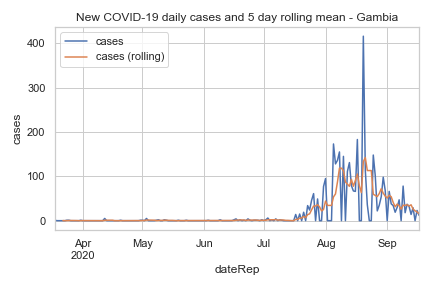 New COVID-19 daily cases and 5 day rolling mean - Gambia
cases
cases (rolling)
400
300
200
100
0
cases
Apr
2020
May
Jun
Jul
Aug
Sep
dateRep